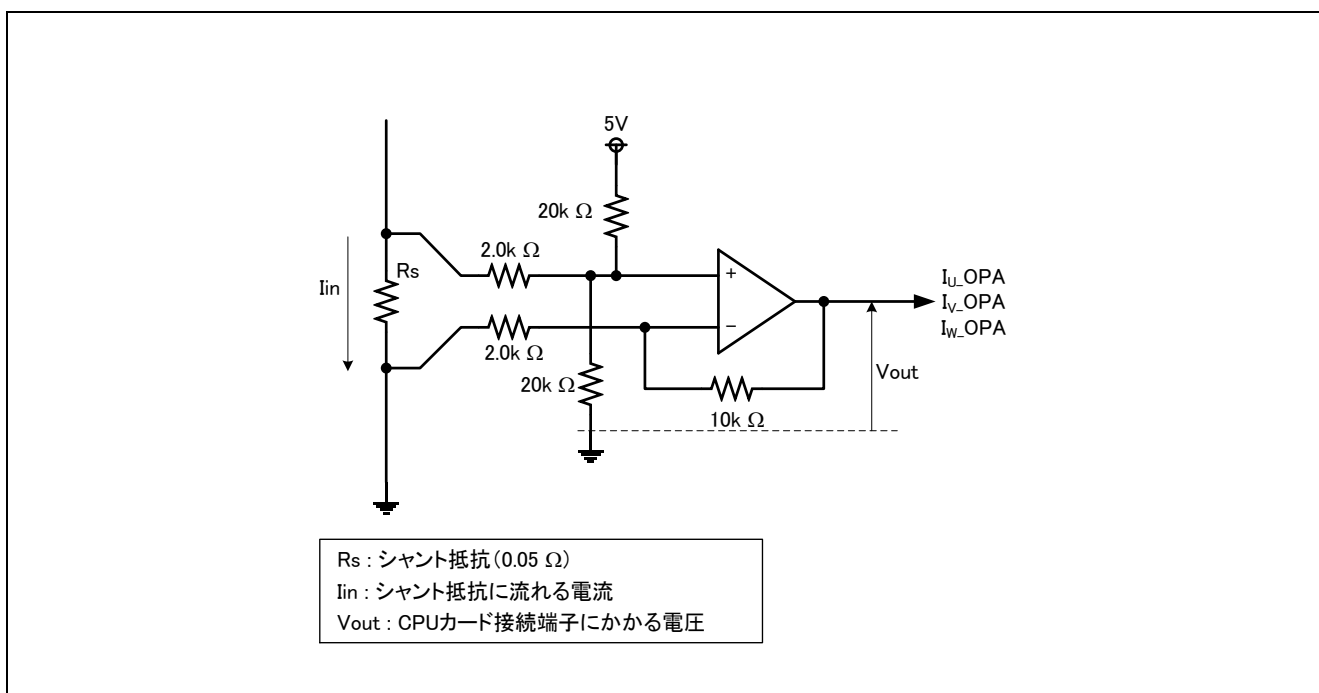 5V
20k Ω
2.0k Ω
Rs
Iin
+
−
2.0k Ω
20k Ω
10k Ω
IU_OPA
IV_OPA
IW_OPA
Vout
Rs : シャント抵抗(0.05 Ω)
Iin : シャント抵抗に流れる電流
Vout : CPUカード接続端子にかかる電圧